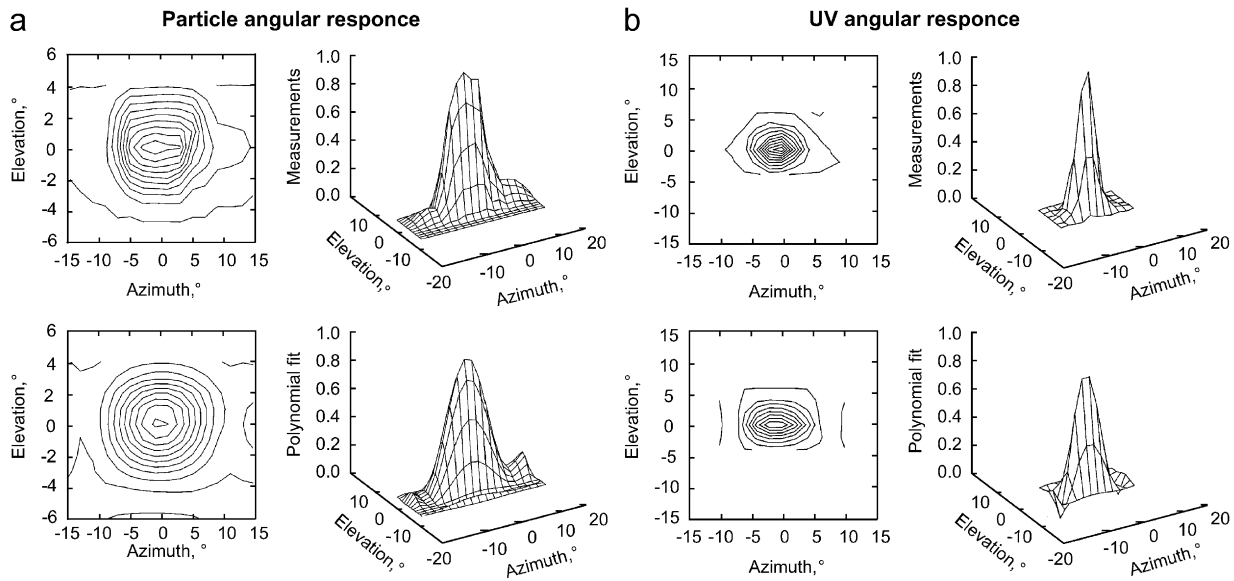 a
Particle angular responce
b
UV angular responce
6
4
2
0
-2
-4
-6
Elevation,°
-15 -10 -5 0 5 10 15
Azimuth,°
1.0
0.8
0.6
0.4
0.2
0.0
Measurements
10
0
-10
-20
Elevation,°
-10 0 10 20
Azimuth,°
15
10
5
0
-5
-10
-15
Elevation,°
-15 -10 -5 0 5 10 15
Azimuth,°
1.0
0.8
0.6
0.4
0.2
0.0
Measurements
10
0
-10
-20
Elevation,°
-10 0 10 20
Azimuth,°
6
4
2
0
-2
-4
-6
Elevation,°
-15 -10 -5 0 5 10 15
Azimuth,°
1.0
0.8
0.6
0.4
0.2
0.0
Polynomial fit
10
0
-10
-20
Elevation,°
-10 0 10 20
Azimuth,°
15
10
5
0
-5
-10
-15
Elevation,°
-15 -10 -5 0 5 10 15
Azimuth,°
1.0
0.8
0.6
0.4
0.2
0.0
Polynomial fit
10
0
-10
-20
Elevation,°
-10 0 10 20
Azimuth,°